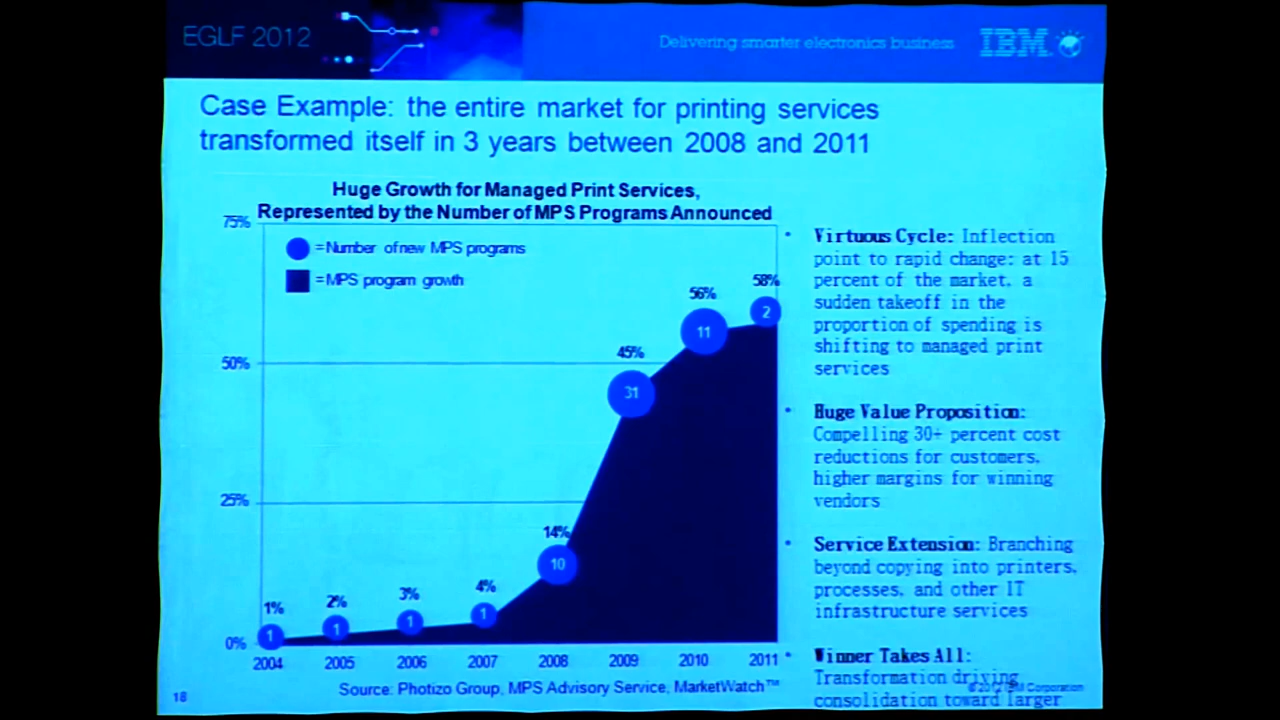 EGLF 2012
Delivering smarter electronics business
IBM
Case Example: the entire market for printing services
transformed itself in 3 years between 2008 and 2011
Huge Growth for Managed Print Services,
Represented by the Number of MPS Programs Announced
75%
=Number of new MPS programs
=MPS program growth
50%
25%
0%
1%
2%
3%
4%
14%
45%
56%
58%
1
1
1
1
10
31
11
2
2004
2005
2006
2007
2008
2009
2010
2011
Source: Photizo Group, MPS Advisory Service, MarketWatch™
• Virtuous Cycle: Inflection
point to rapid change: at 15
percent of the market, a
sudden takeoff in the
proportion of spending is
shifting to managed print
services
• Huge Value Proposition:
Compelling 30+ percent cost
reductions for customers,
higher margins for winning
vendors
• Service Extension: Branching
beyond copying into printers,
processes, and other IT
infrastructure services
• Winner Takes All:
Transformation driving
consolidation toward larger
18
© 2012 IBM Corporation